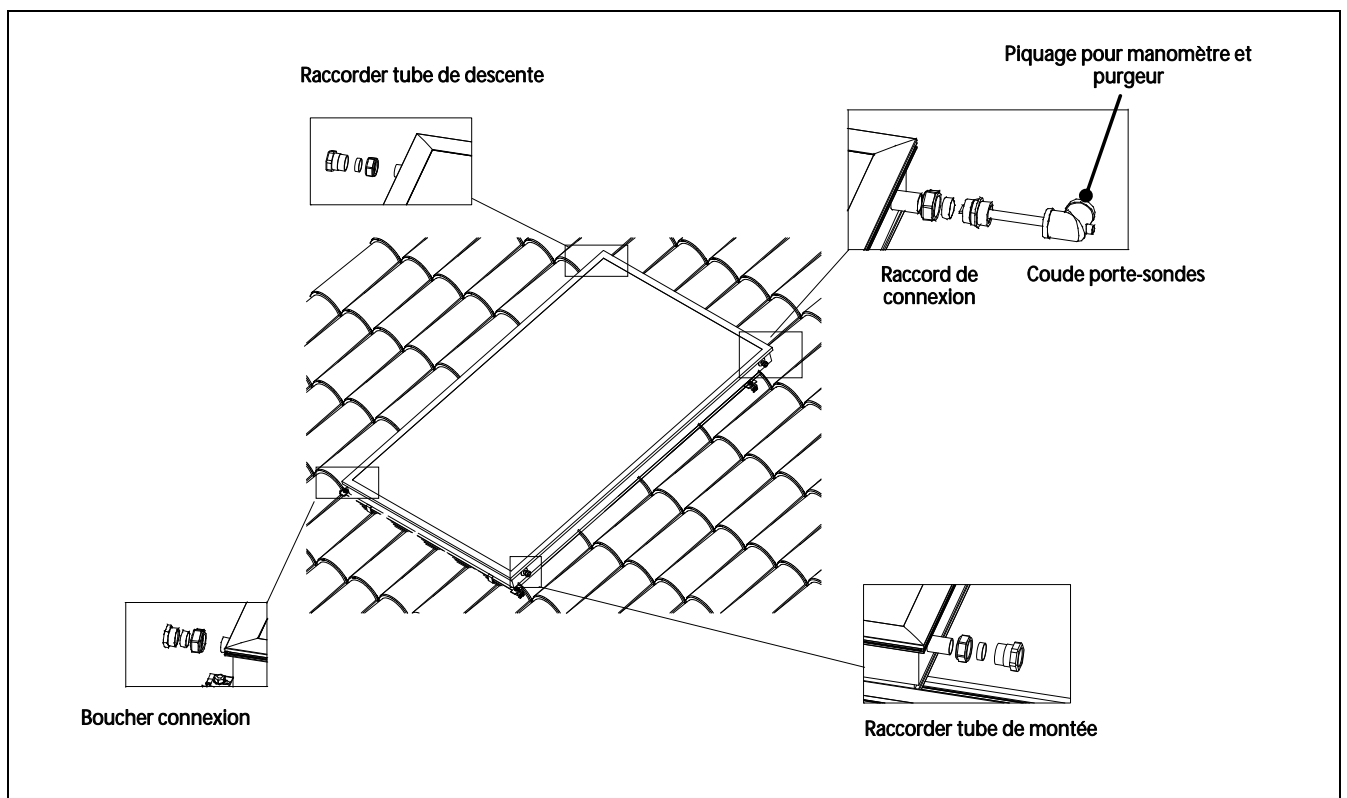 Piquage pour manomètre et
purgeur
Raccorder tube de descente
Raccord de
connexion
Coude porte-sondes
Boucher connexion
Raccorder tube de montée